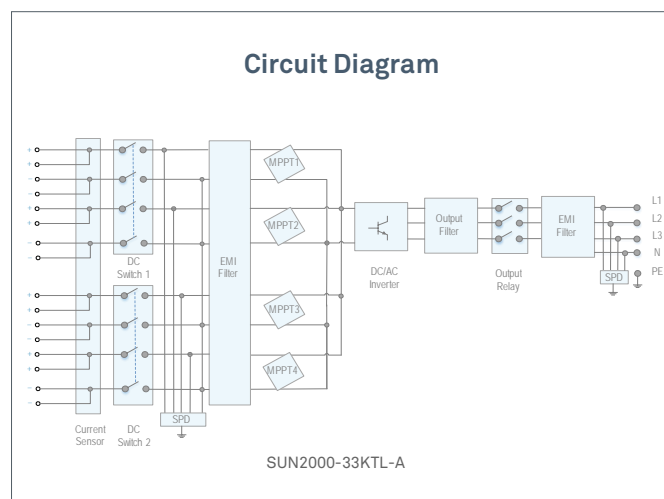 Circuit Diagram
+
+
−
−
+
+
−
−
+
+
−
−
+
+
−
−
Current
Sensor
DC
Switch 1
DC
Switch 2
SPD
EMI
Filter
MPPT1
MPPT2
MPPT3
MPPT4
DC/AC
Inverter
Output
Filter
Output
Relay
EMI
Filter
SPD
L1
L2
L3
N
PE
SUN2000-33KTL-A